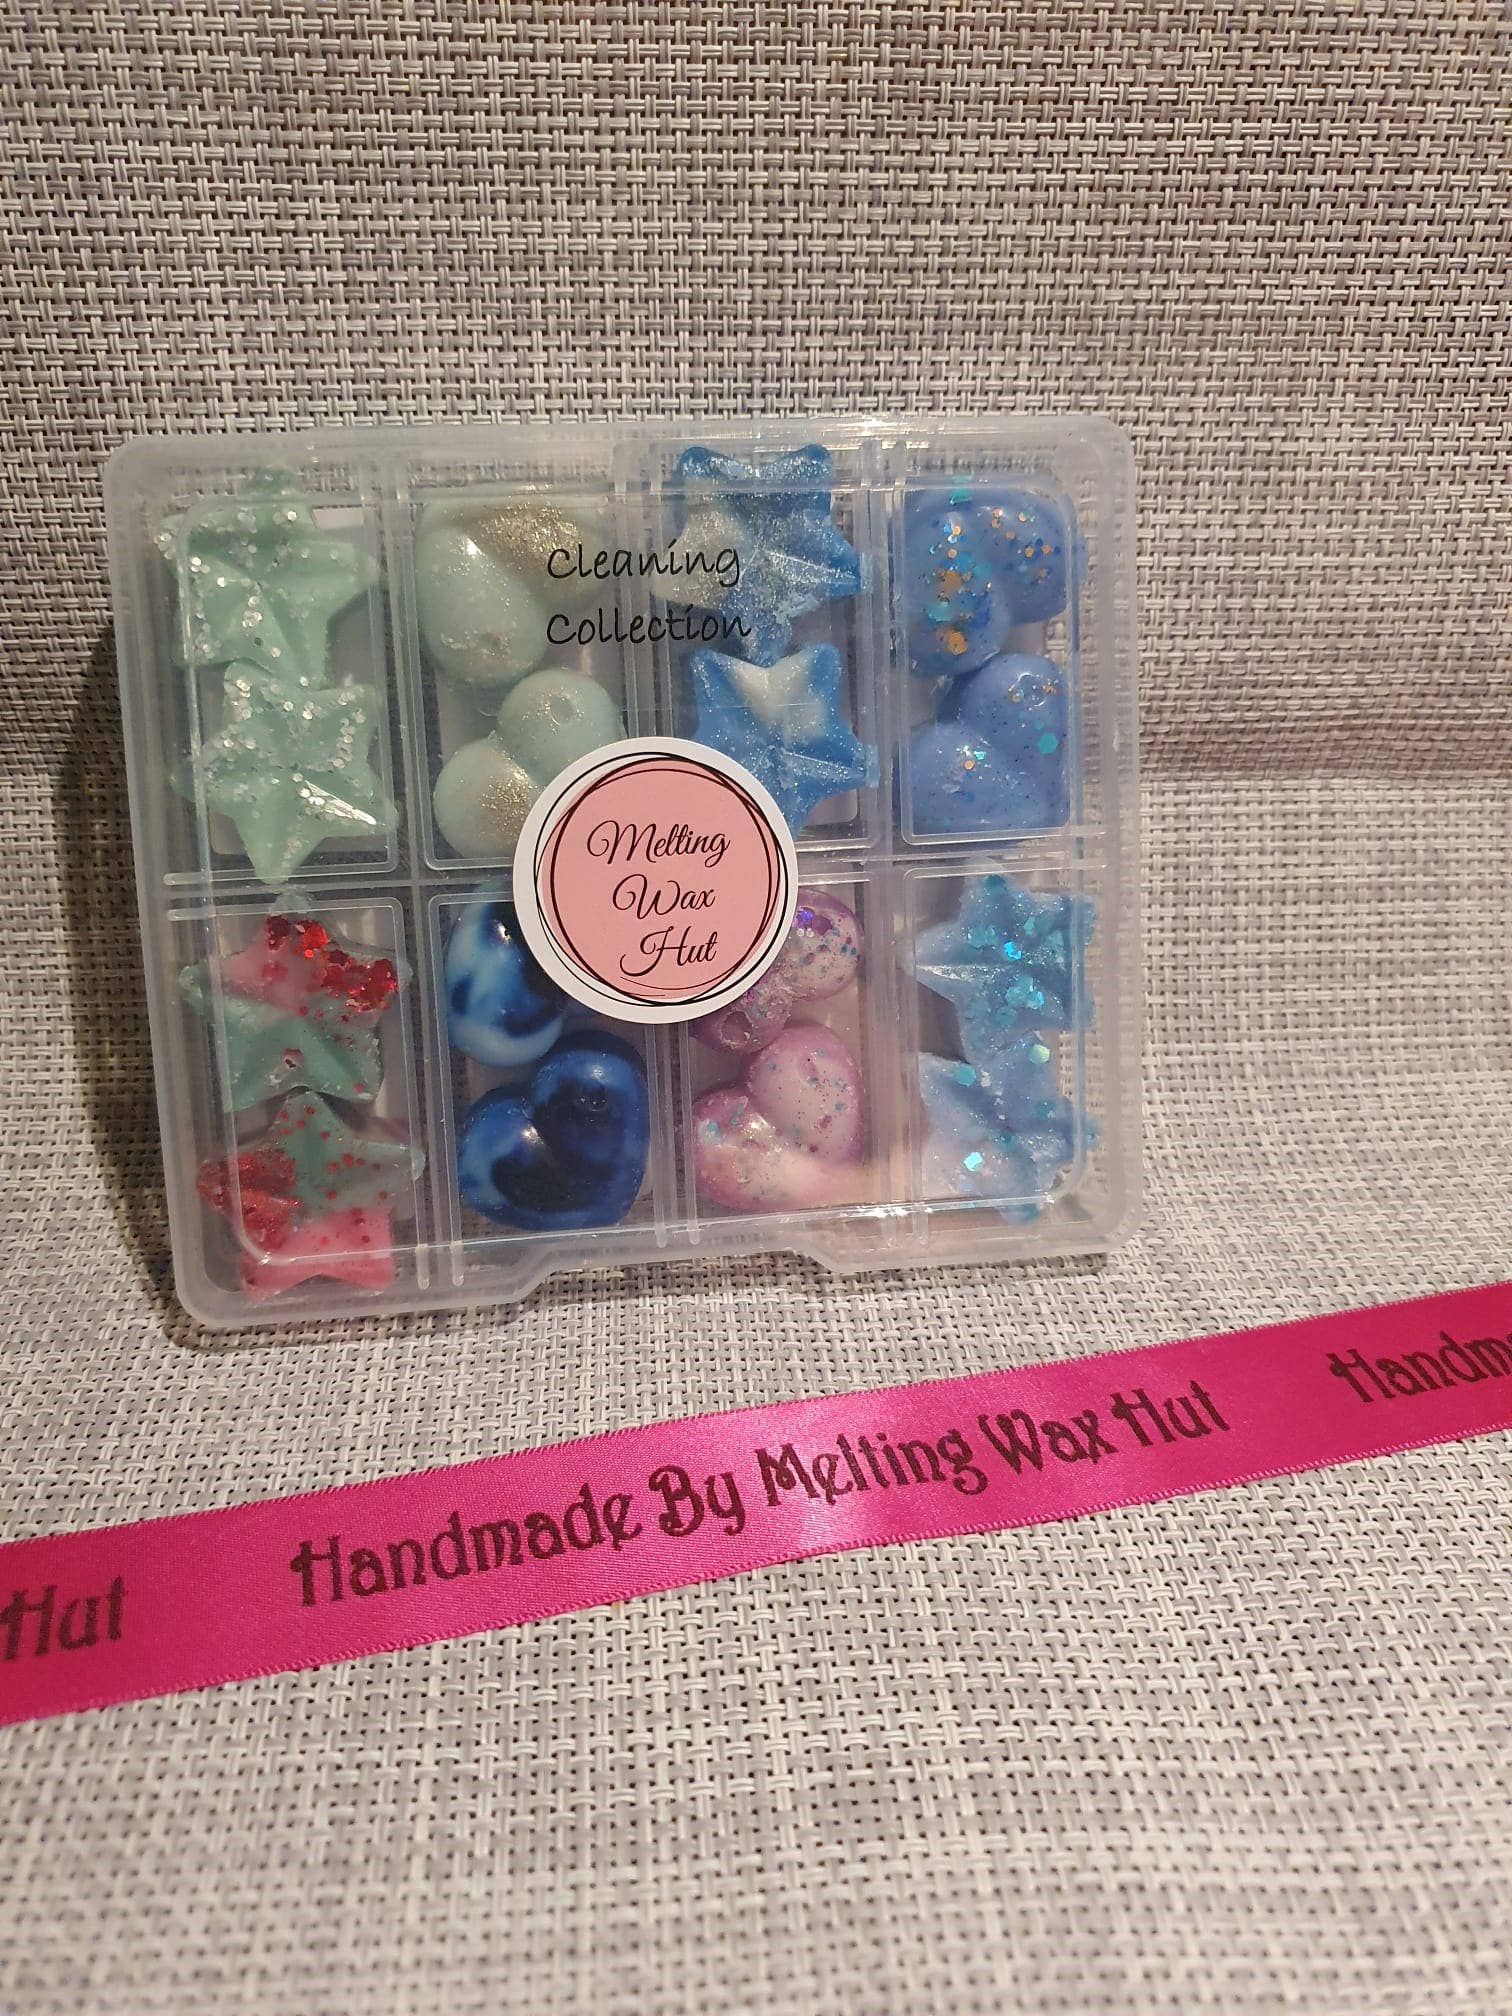 Cleaning
Collection
Melting
Wax
Hut
Hut Handmade By Melting Wax Hut Handm